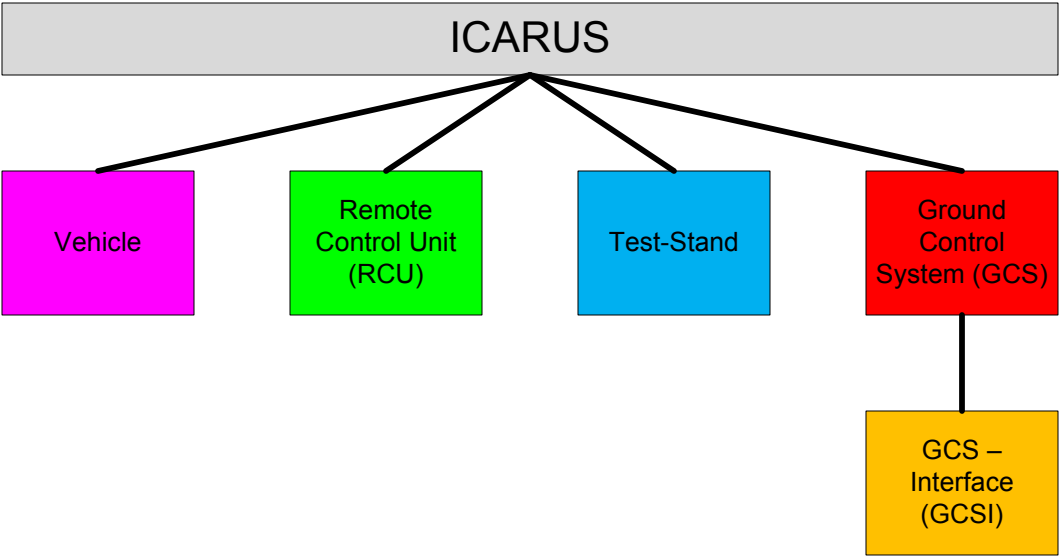 ICARUS
Vehicle
Remote
Control Unit
(RCU)
Test-Stand
Ground
Control
System (GCS)
GCS –
Interface
(GCSI)